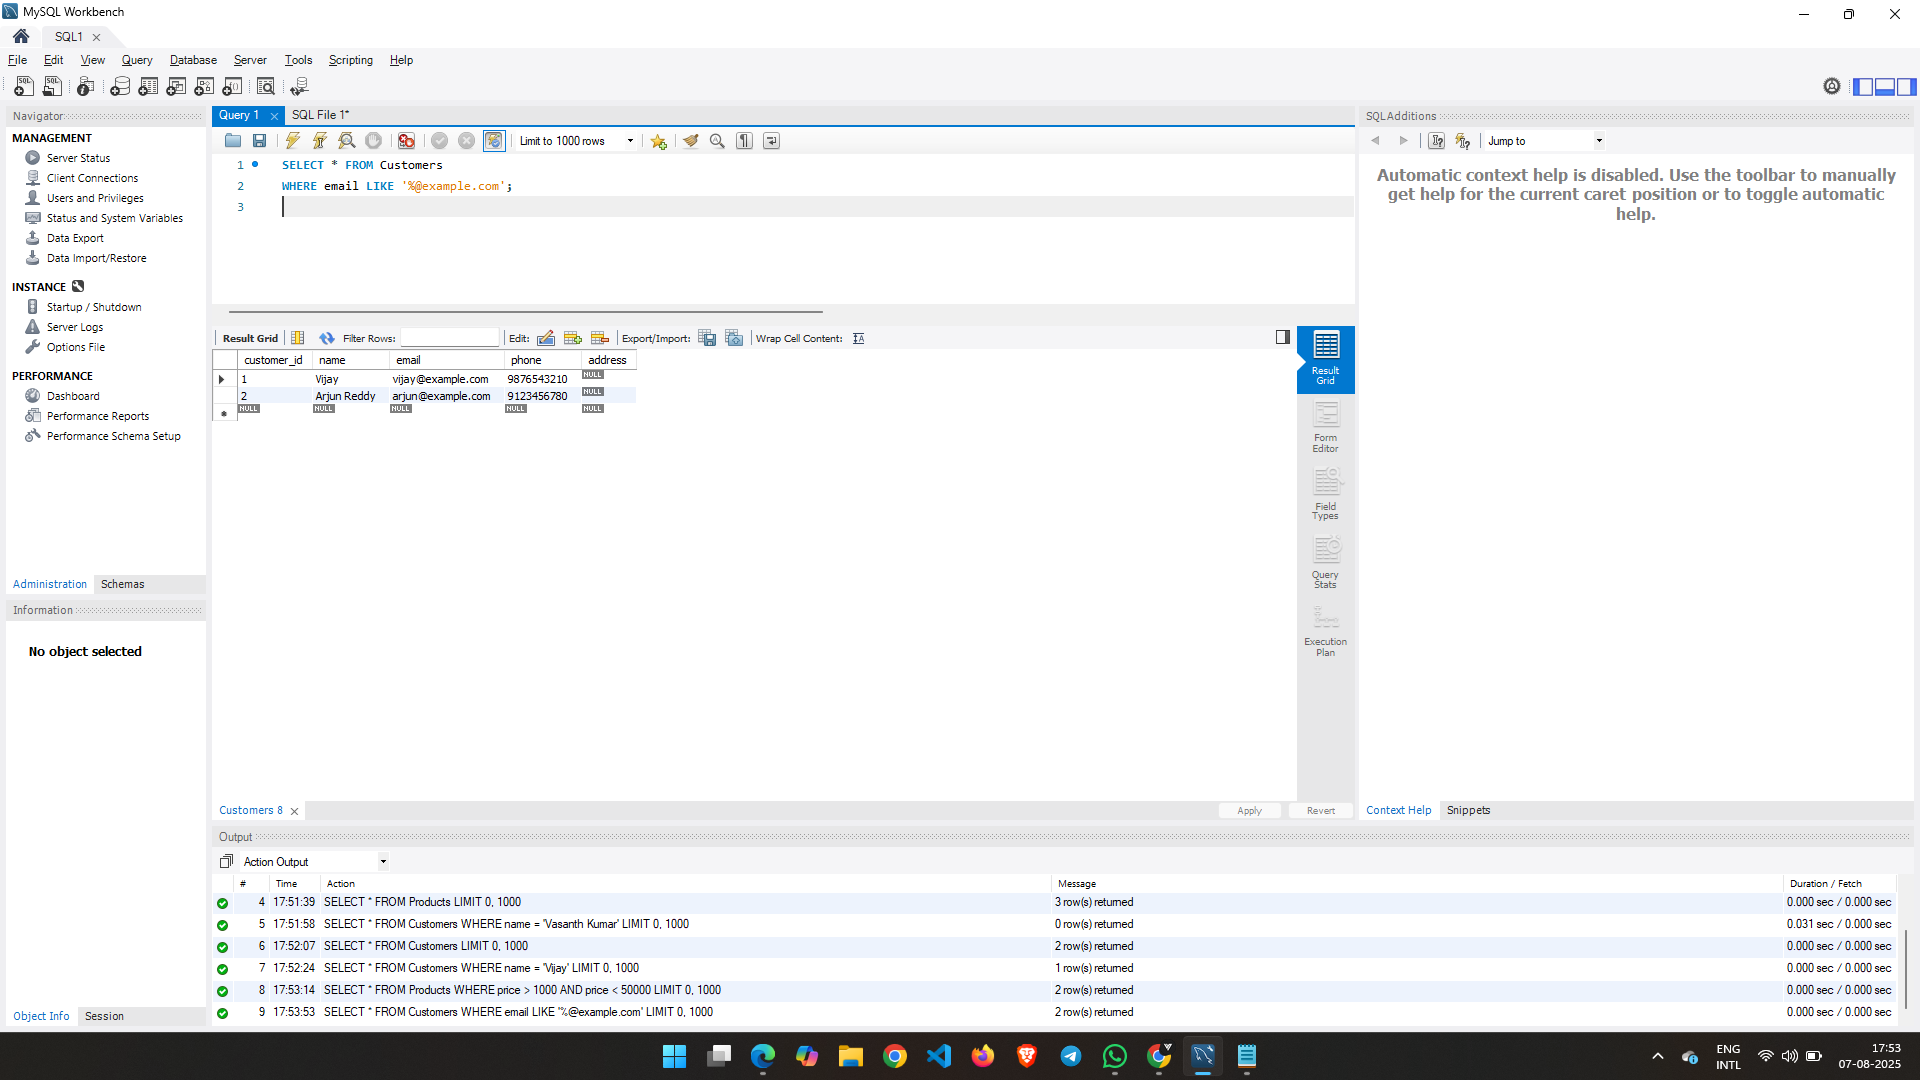 MySQL Workbench
SQL1
File Edit View Query Database Server Tools Scripting Help
Navigator
MANAGEMENT
Server Status
Client Connections
Users and Privileges
Status and System Variables
Data Export
Data Import/Restore
INSTANCE
Startup / Shutdown
Server Logs
Options File
PERFORMANCE
Dashboard
Performance Reports
Performance Schema Setup
Administration Schemas
Information
No object selected
Object Info Session
Query 1 SQL File 1*
Limit to 1000 rows
1 SELECT * FROM Customers
2 WHERE email LIKE '%@example.com';
3
Result Grid Filter Rows: Edit: Export/Import: Wrap Cell Content:
customer_id name email phone address
1 Vijay vijay@example.com 9876543210 NULL
2 Arjun Reddy arjun@example.com 9123456780 NULL
NULL NULL NULL NULL NULL
Result Grid
Form Editor
Field Types
Query Stats
Execution Plan
Customers 8 Apply Revert
SQLAdditions
Jump to
Automatic context help is disabled. Use the toolbar to manually
get help for the current caret position or to toggle automatic
help.
Context Help Snippets
Output
Action Output
# Time Action Message Duration / Fetch
4 17:51:39 SELECT * FROM Products LIMIT 0, 1000 3 row(s) returned 0.000 sec / 0.000 sec
5 17:51:58 SELECT * FROM Customers WHERE name = 'Vasanth Kumar' LIMIT 0, 1000 0 row(s) returned 0.031 sec / 0.000 sec
6 17:52:07 SELECT * FROM Customers LIMIT 0, 1000 2 row(s) returned 0.000 sec / 0.000 sec
7 17:52:24 SELECT * FROM Customers WHERE name = 'Vijay' LIMIT 0, 1000 1 row(s) returned 0.000 sec / 0.000 sec
8 17:53:14 SELECT * FROM Products WHERE price > 1000 AND price < 50000 LIMIT 0, 1000 2 row(s) returned 0.000 sec / 0.000 sec
9 17:53:53 SELECT * FROM Customers WHERE email LIKE '%@example.com' LIMIT 0, 1000 2 row(s) returned 0.000 sec / 0.000 sec
ENG
INTL
17:53
07-08-2025